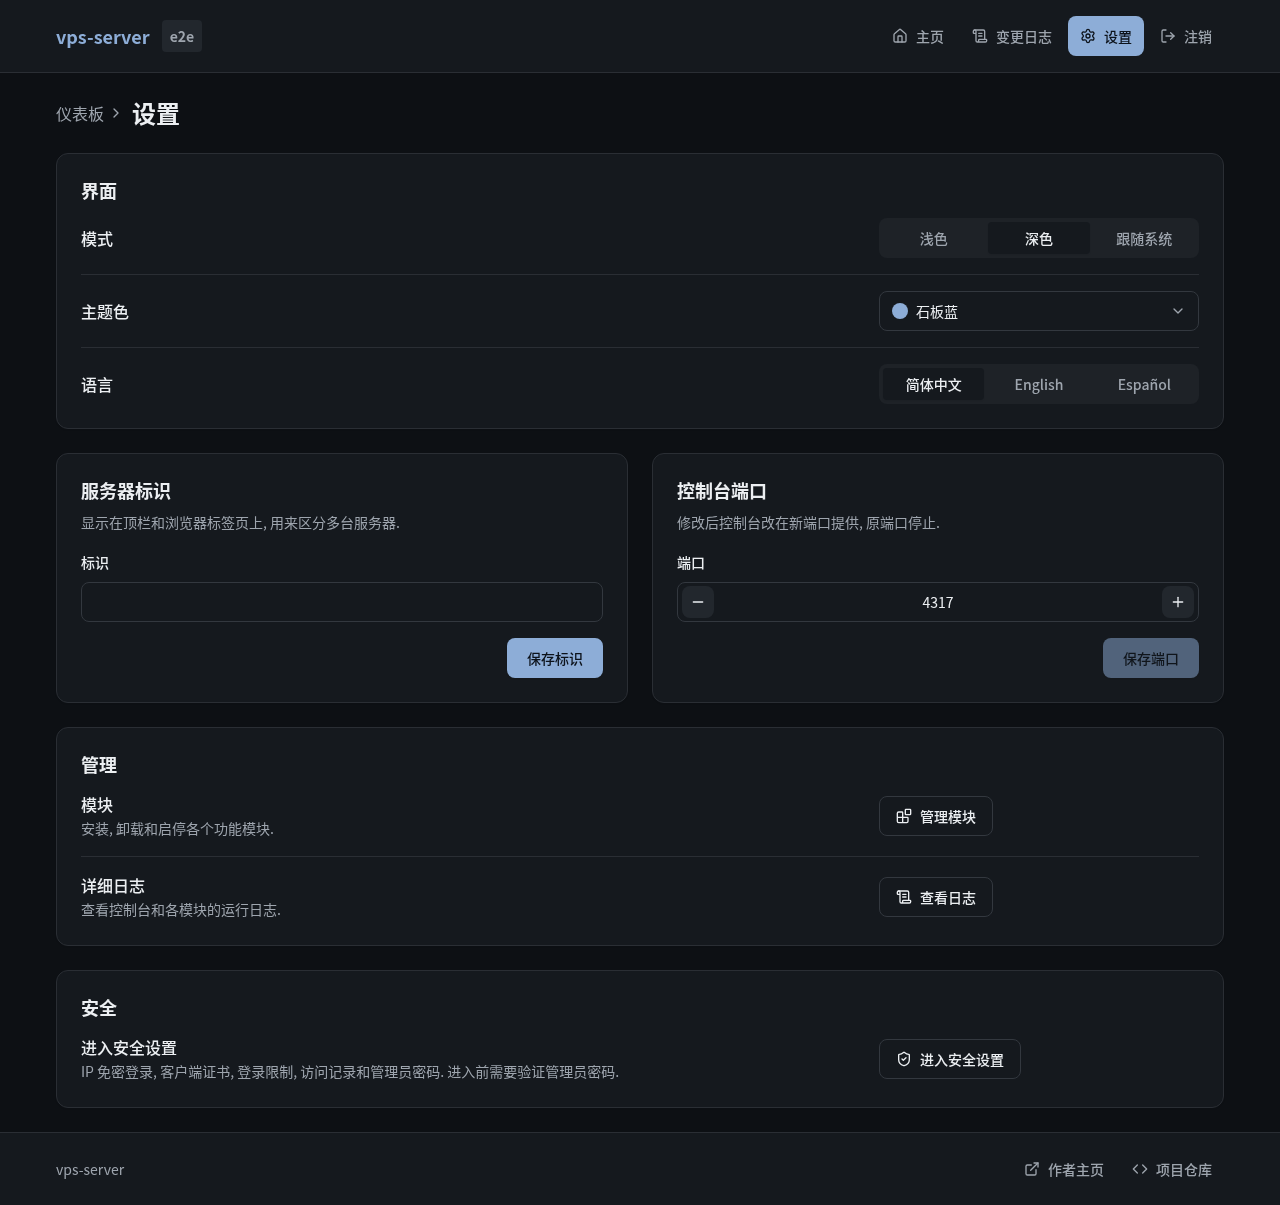 vps-server e2e 主页 变更日志 设置 注销
仪表板 设置
界面
模式 浅色 深色 跟随系统
主题色 石板蓝
语言 简体中文 English Español
服务器标识
显示在顶栏和浏览器标签页上, 用来区分多台服务器.
标识
保存标识
控制台端口
修改后控制台改在新端口提供, 原端口停止.
端口
4317
保存端口
管理
模块
安装, 卸载和启停各个功能模块.
管理模块
详细日志
查看控制台和各模块的运行日志.
查看日志
安全
进入安全设置
IP 免密登录, 客户端证书, 登录限制, 访问记录和管理员密码. 进入前需要验证管理员密码.
进入安全设置
vps-server 作者主页 项目仓库